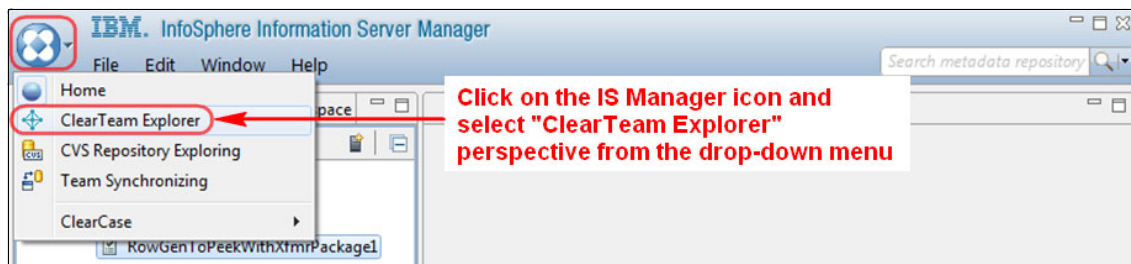 IBM. InfoSphere Information Server Manager
File Edit Window Help
Search metadata repository
Home
ClearTeam Explorer
CVS Repository Exploring
Team Synchronizing
ClearCase
pace
RowGenToPeekWithXfmrPackage1
Click on the IS Manager icon and
select "ClearTeam Explorer"
perspective from the drop-down menu